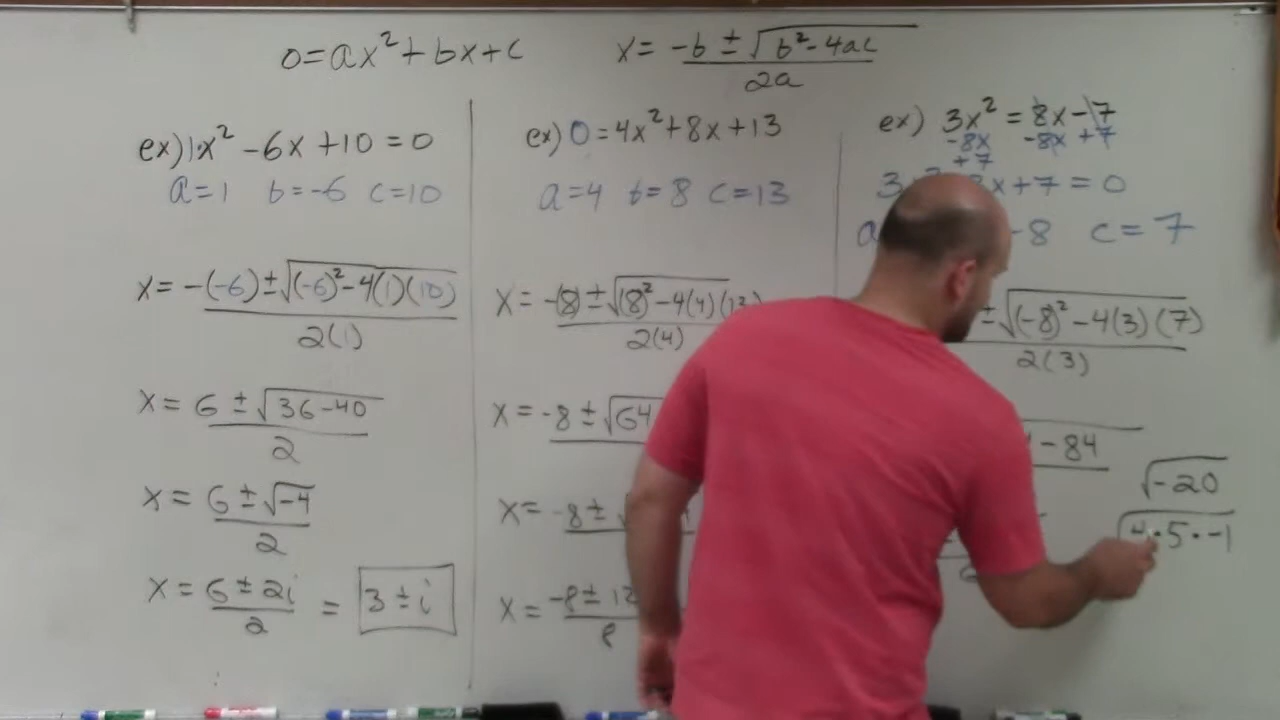 0=ax²+bx+c
x= -b ± √b²-4ac
2a
ex) 1·x² -6x +10 = 0
a=1 b=-6 c=10
x= -(-6) ± √(-6)²-4(1)(10)
2(1)
x= 6 ± √36-40
2
x= 6 ± √-4
2
x= 6 ± 2i
2
= 3 ± i
ex) 0 =4x²+8x+13
a=4 b=8 c=13
x= -(8) ± √(8)² -4(4)(13)
2(4)
x= -8 ± √64
x= -8 ± √
x= -8 ± 12
8
ex) 3x² = 8x-7
-8x -8x +7
+7
x+7 = 0
a -8 c=7
± √(-8)² -4(3)(7)
2(3)
-84
√-20
√4·5·-1